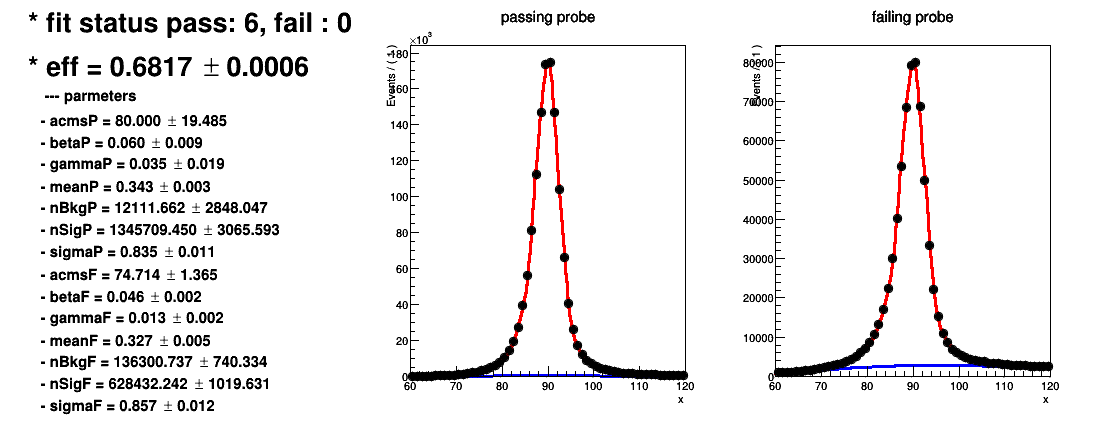 * fit status pass: 6, fail : 0
* eff = 0.6817 ± 0.0006
--- parmeters
- acmsP = 80.000 ± 19.485
- betaP = 0.060 ± 0.009
- gammaP = 0.035 ± 0.019
- meanP = 0.343 ± 0.003
- nBkgP = 12111.662 ± 2848.047
- nSigP = 1345709.450 ± 3065.593
- sigmaP = 0.835 ± 0.011
- acmsF = 74.714 ± 1.365
- betaF = 0.046 ± 0.002
- gammaF = 0.013 ± 0.002
- meanF = 0.327 ± 0.005
- nBkgF = 136300.737 ± 740.334
- nSigF = 628432.242 ± 1019.631
- sigmaF = 0.857 ± 0.012
passing probe
×10³
Events / ( 1 )
180
160
140
120
100
80
60
40
20
0
60 70 80 90 100 110 120
x
failing probe
Events / ( 1 )
80000
70000
60000
50000
40000
30000
20000
10000
0
60 70 80 90 100 110 120
x